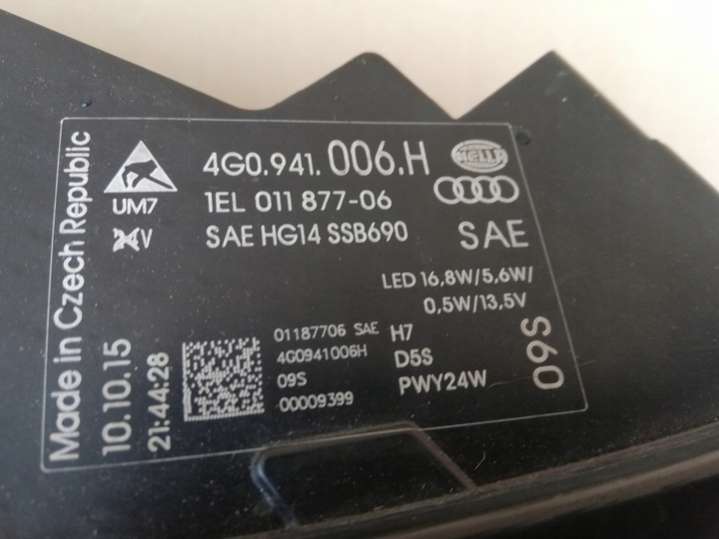 Made in Czech Republic
10.10.15
21:44:28
UM7
4G0.941.006.H
HELLA
1EL 011 877-06
24V
SAE HG14 SSB690
SAE
LED 16,8W/5,6W/
0,5W/13,5V
01187706 SAE
4G0941006H
09S
00009399
H7
D5S
PWY24W
09S